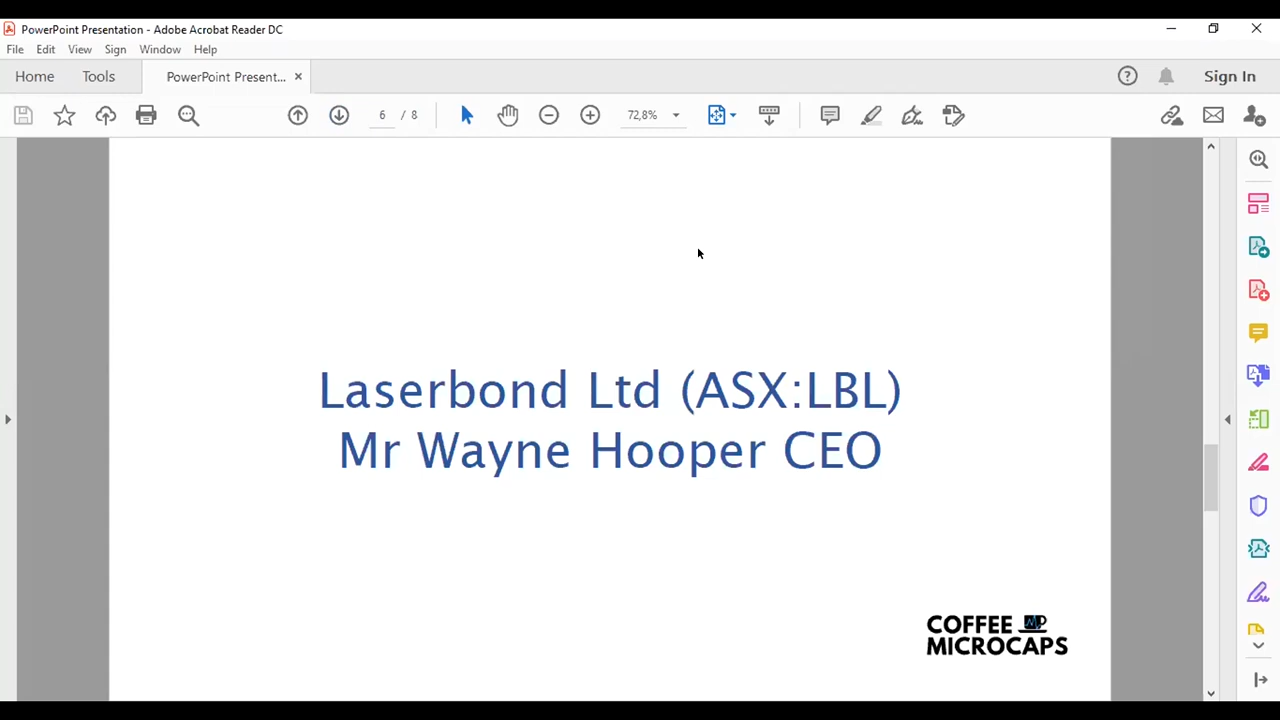 PowerPoint Presentation - Adobe Acrobat Reader DC
File Edit View Sign Window Help
Home Tools PowerPoint Present... × Sign In
6 / 8 72,8%
Laserbond Ltd (ASX:LBL)
Mr Wayne Hooper CEO
COFFEE
MICROCAPS